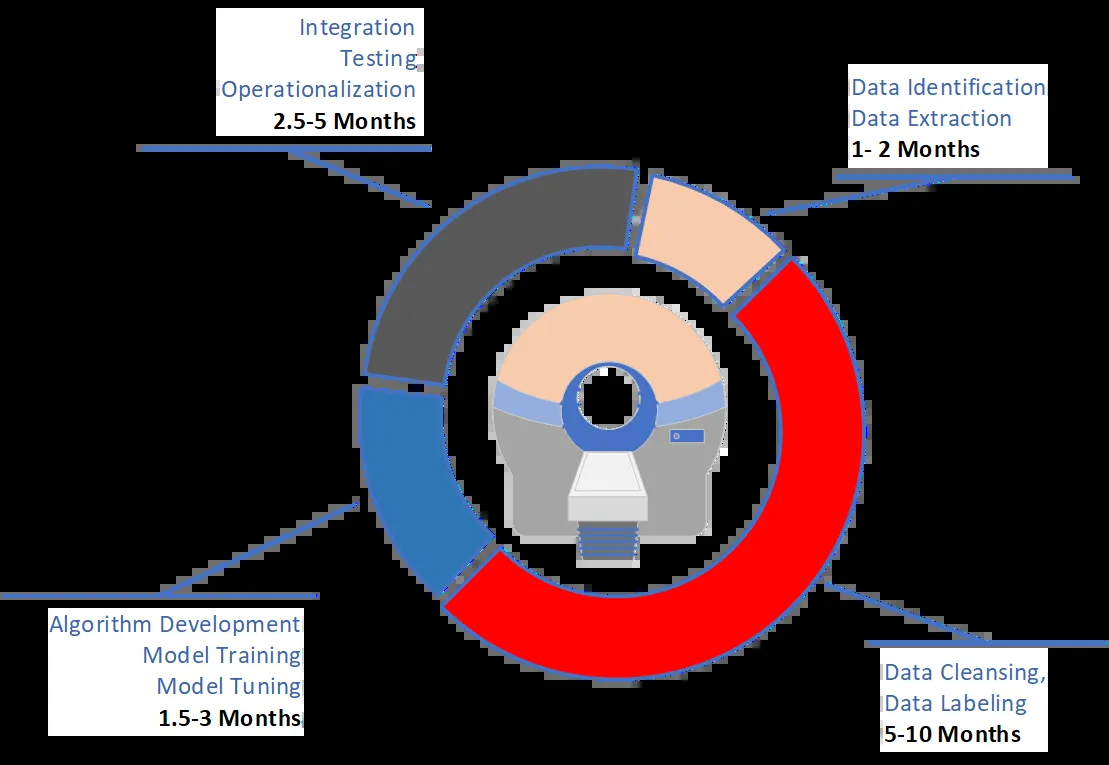 Integration
Testing
Operationalization
2.5-5 Months
Data Identification
Data Extraction
1- 2 Months
Algorithm Development
Model Training
Model Tuning
1.5-3 Months
Data Cleansing,
Data Labeling
5-10 Months